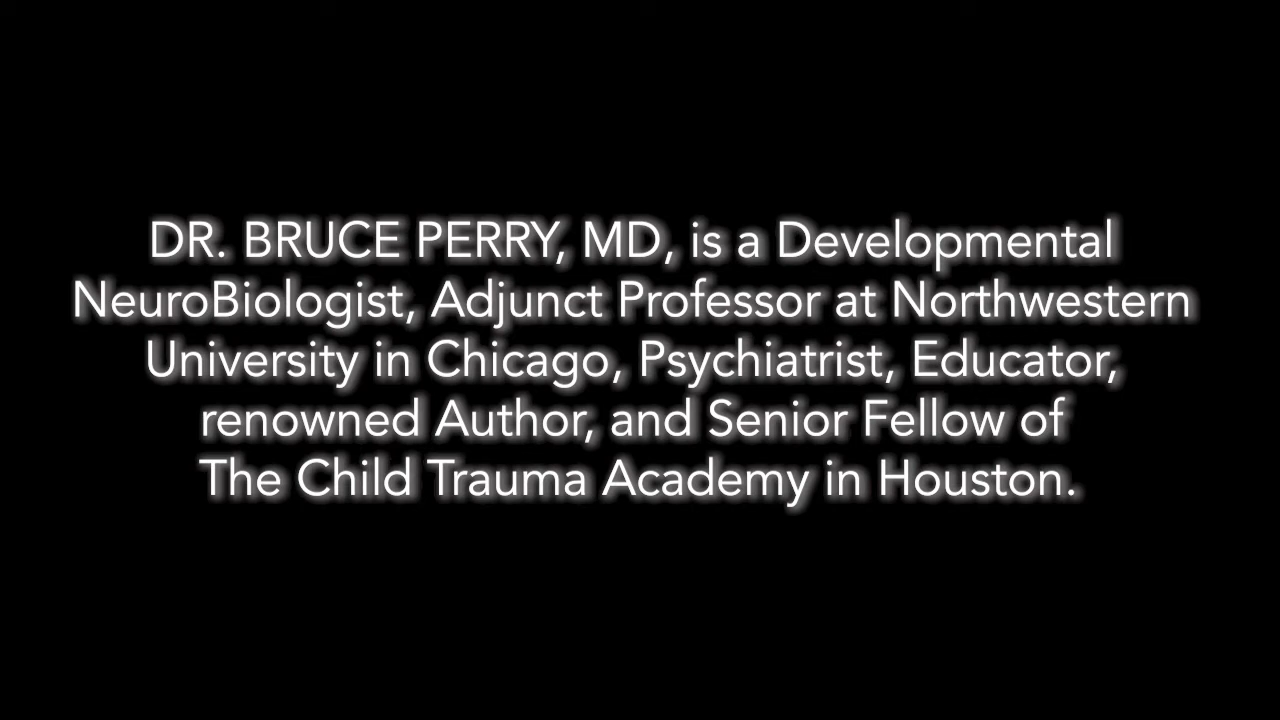 DR. BRUCE PERRY, MD, is a Developmental
NeuroBiologist, Adjunct Professor at Northwestern
University in Chicago, Psychiatrist, Educator,
renowned Author, and Senior Fellow of
The Child Trauma Academy in Houston.